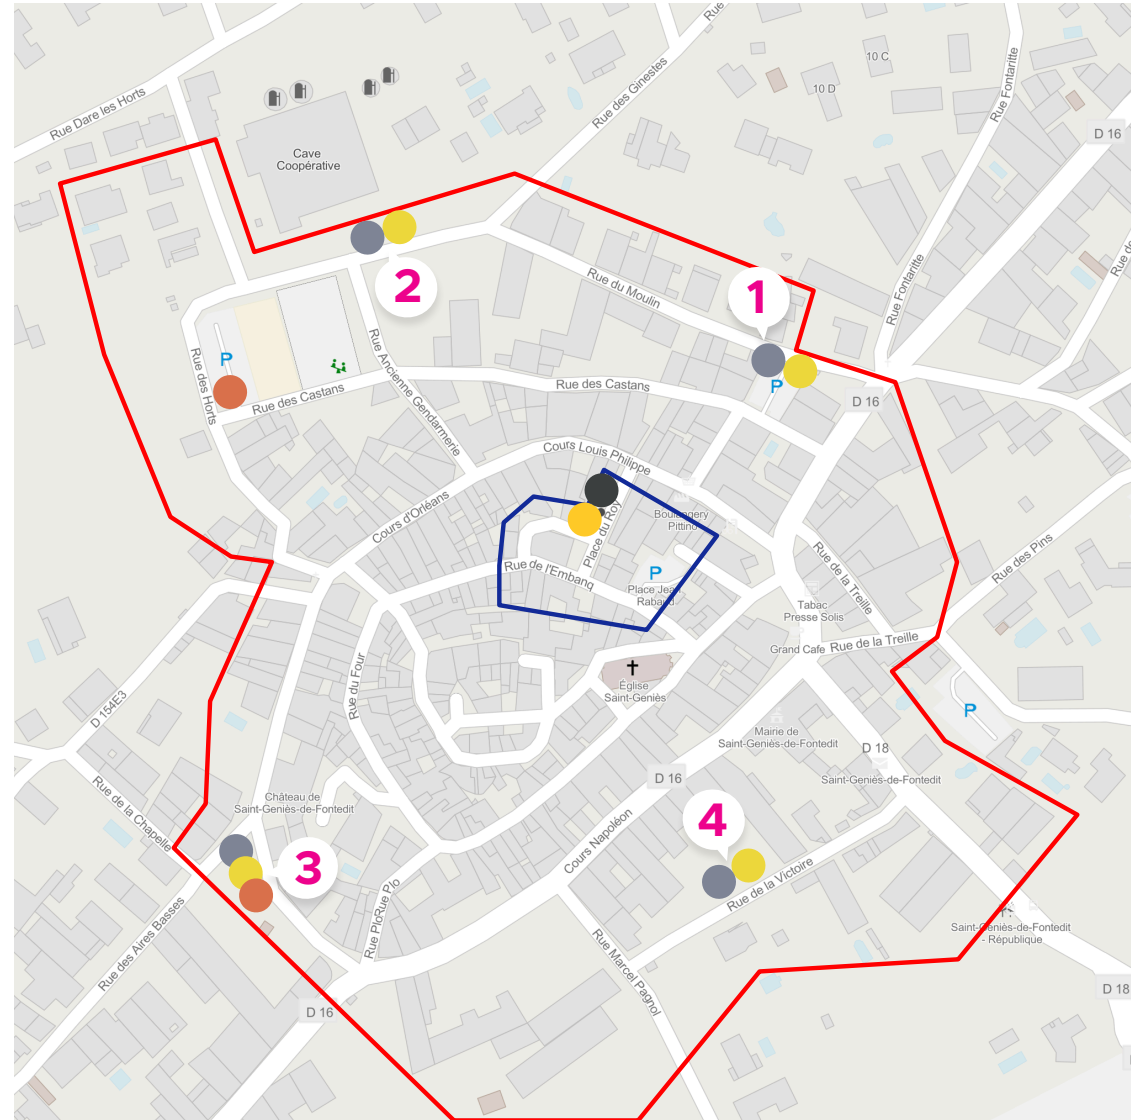 Rue
Rue Dare les Horts
Rue des Ginestes
10 C
10 D
Rue Fontaritte
D 16
Cave
Coopérative
2
1
Rue du Moulin
Rue Fontaritte
P
Rue des Horts
Rue Ancienne Gendarmerie
Rue des Castans
Rue des Castans
P
D 16
Cours Louis Philippe
Cours d'Orléans
Boulangery
Pittino
Place du Roy
Rue de l'Embanq
P
Place Jean
Rabaud
Rue de la Treille
Rue des Pins
Tabac
Presse Solis
Grand Cafe
Rue de la Treille
Église
Saint-Geniès
Rue du Four
D 154E3
P
Mairie de
Saint-Geniès-de-Fontedit
D 18
Saint-Geniès-de-Fontedit
D 16
Château de
Saint-Geniès-de-Fontedit
Rue de la Chapelle
Cours Napoléon
4
3
Rue de la Victoire
Rue Plo
Rue Plo
Rue des Aires Basses
Saint-Geniès-de-Fontedit
- République
Rue Marcel Pagnol
D 16
D 18